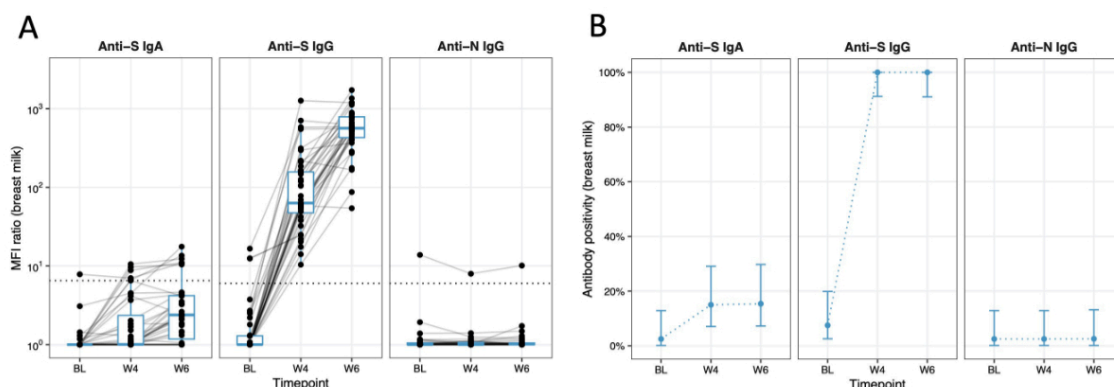 A
Anti–S IgA
Anti–S IgG
Anti–N IgG
MFI ratio (breast milk)
10³
10²
10¹
10⁰
BL
W4
W6
BL
W4
W6
BL
W4
W6
Timepoint
B
Anti–S IgA
Anti–S IgG
Anti–N IgG
Antibody positivity (breast milk)
100%
80%
60%
40%
20%
0%
BL
W4
W6
BL
W4
W6
BL
W4
W6
Timepoint